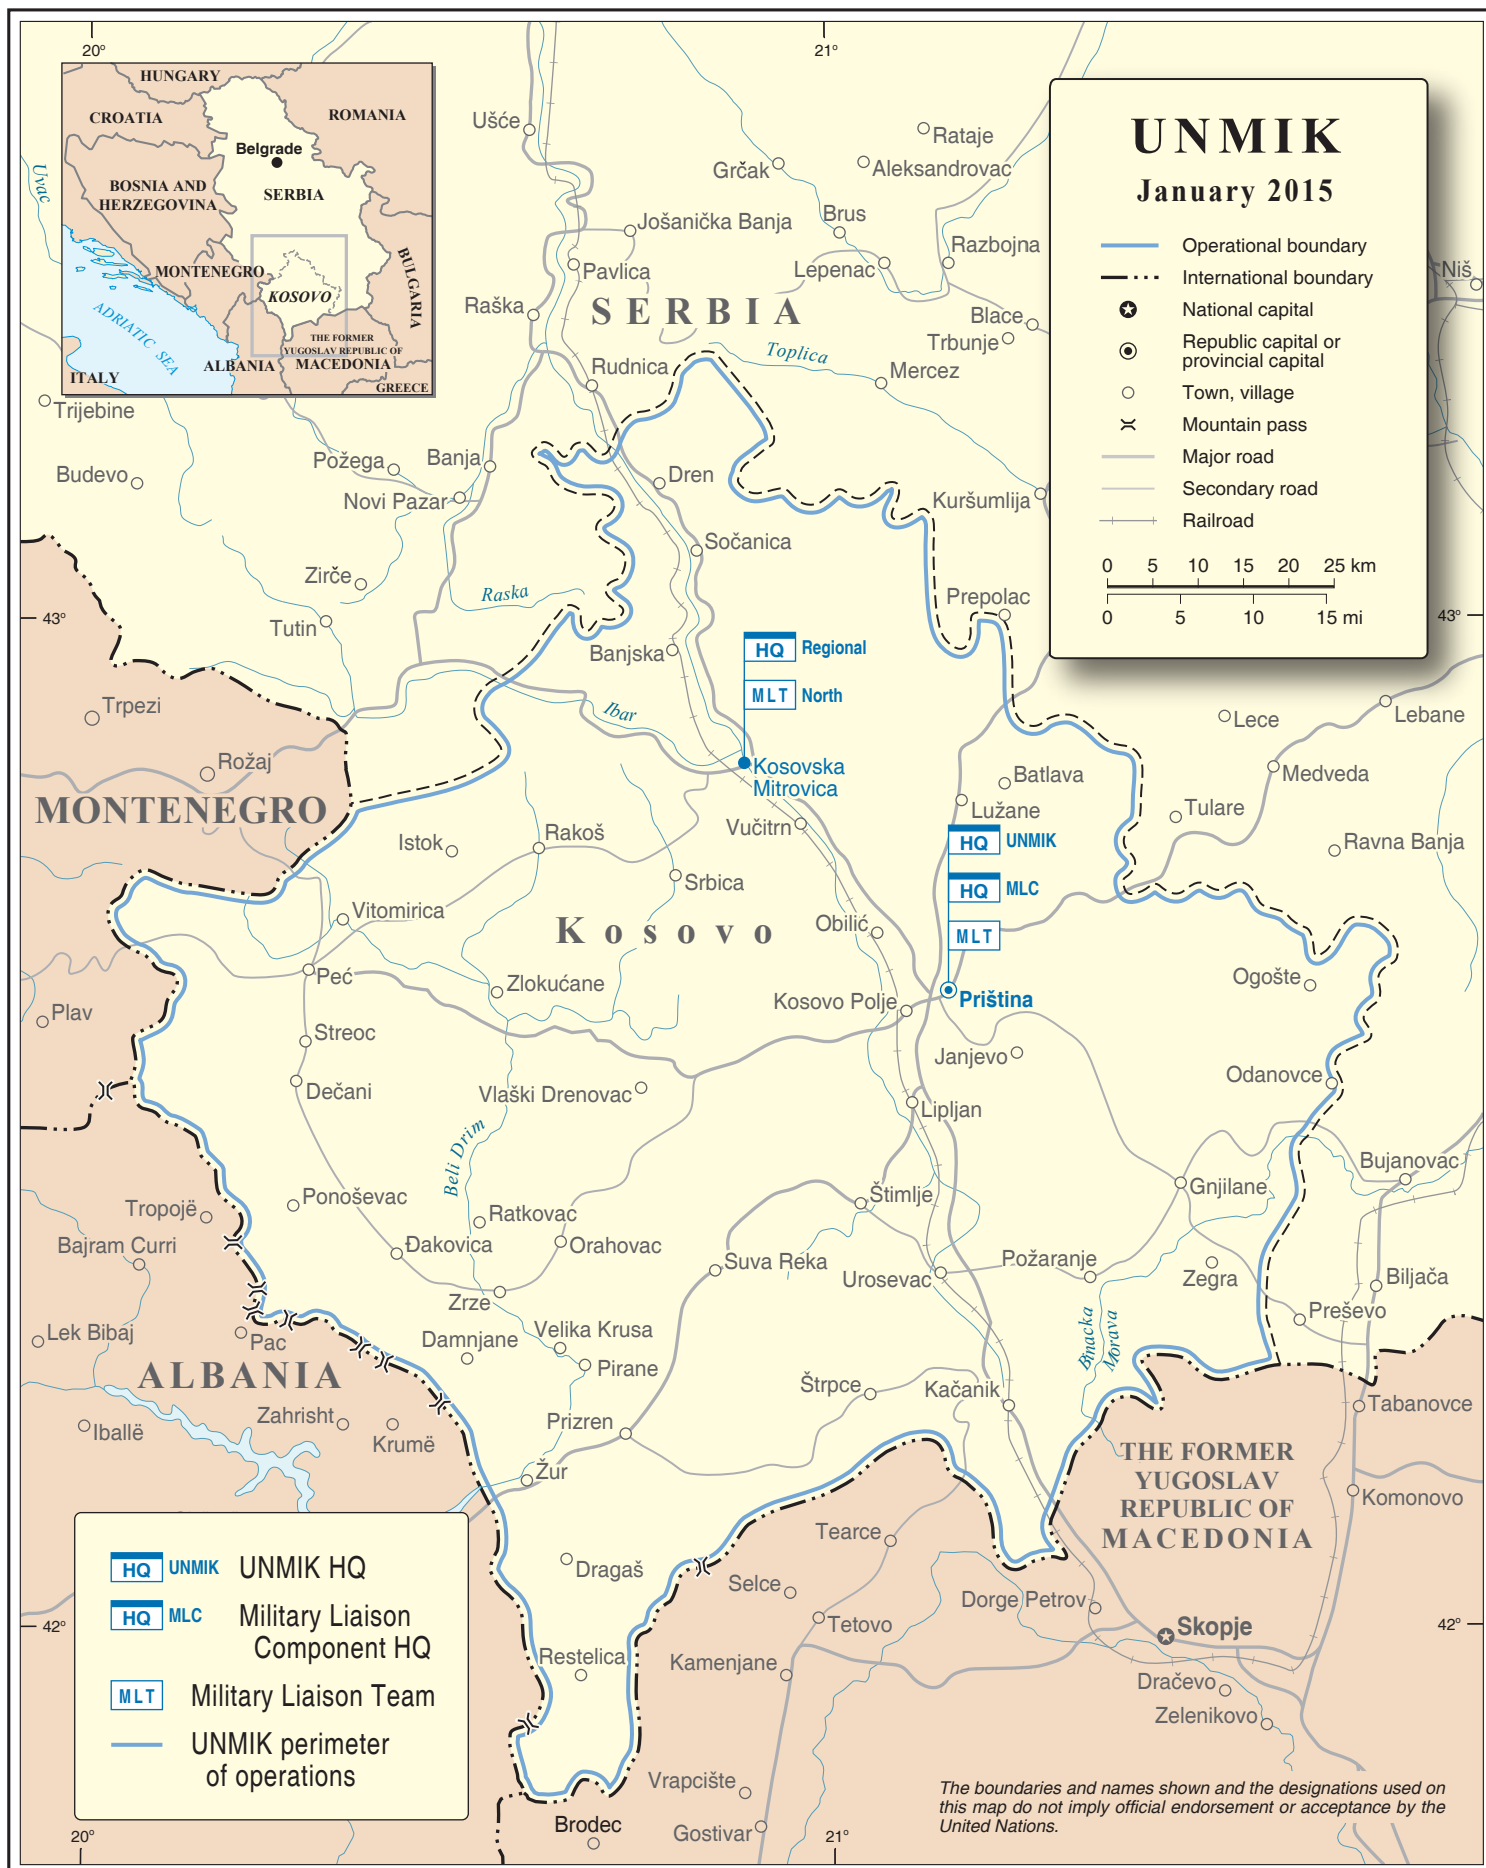 20°
21°
HUNGARY
CROATIA
ROMANIA
Belgrade
BOSNIA AND
HERZEGOVINA
SERBIA
MONTENEGRO
BULGARIA
KOSOVO
ADRIATIC SEA
THE FORMER
YUGOSLAV REPUBLIC OF
MACEDONIA
ALBANIA
ITALY
GREECE
UNMIK
January 2015
Operational boundary
International boundary
National capital
Republic capital or
provincial capital
Town, village
Mountain pass
Major road
Secondary road
Railroad
0 5 10 15 20 25 km
0 5 10 15 mi
Uvac
Ušće
Rataje
Grčak
Aleksandrovac
Jošanička Banja
Brus
Razbojna
Pavlica
Lepenac
Niš
Raška
SERBIA
Blace
Trbunje
Toplica
Rudnica
Mercez
Trijebine
Požega
Banja
Budevo
Dren
Novi Pazar
Kuršumlija
Sočanica
Zirče
Raska
Prepolac
43°
43°
Tutin
Banjska
HQ Regional
MLT North
Trpezi
Ibar
Lece
Lebane
Rožaj
Kosovska
Mitrovica
Batlava
Medveda
MONTENEGRO
Lužane
Tulare
Vučitrn
Istok
Rakoš
HQ UNMIK
Ravna Banja
Srbica
HQ MLC
Vitomirica
Kosovo
Obilić
MLT
Peć
Zlokućane
Ogošte
Plav
Kosovo Polje
Priština
Streoc
Janjevo
Dečani
Vlaški Drenovac
Odanovce
Lipljan
Beli Drim
Bujanovac
Ponoševac
Štimlje
Gnjilane
Tropojë
Ratkovac
Bajram Curri
Đakovica
Orahovac
Suva Reka
Požaranje
Urosevac
Zegra
Biljača
Zrze
Preševo
Lek Bibaj
Pac
Damnjane
Velika Krusa
Binacka
Morava
ALBANIA
Pirane
Štrpce
Kačanik
Tabanovce
Iballë
Zahrisht
Krumë
Prizren
THE FORMER
YUGOSLAV
REPUBLIC OF
MACEDONIA
Žur
Komonovo
Tearce
Dragaš
Selce
Dorge Petrov
Tetovo
Skopje
42°
42°
Restelica
Kamenjane
Dračevo
Zelenikovo
Vrapcište
Brodec
Gostivar
HQ UNMIK UNMIK HQ
HQ MLC Military Liaison
Component HQ
MLT Military Liaison Team
UNMIK perimeter
of operations
The boundaries and names shown and the designations used on
this map do not imply official endorsement or acceptance by the
United Nations.
20°
21°